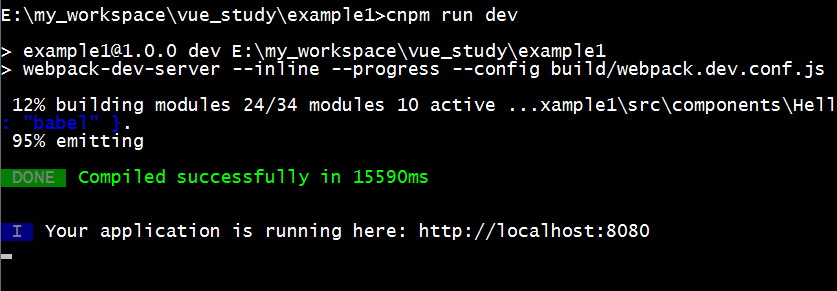 E:\my_workspace\vue_study\example1>cnpm run dev
> example1@1.0.0 dev E:\my_workspace\vue_study\example1
> webpack-dev-server --inline --progress --config build/webpack.dev.conf.js
12% building modules 24/34 modules 10 active ...xample1\src\components\Hell
: "babel" }.
95% emitting
DONE Compiled successfully in 15590ms
I Your application is running here: http://localhost:8080